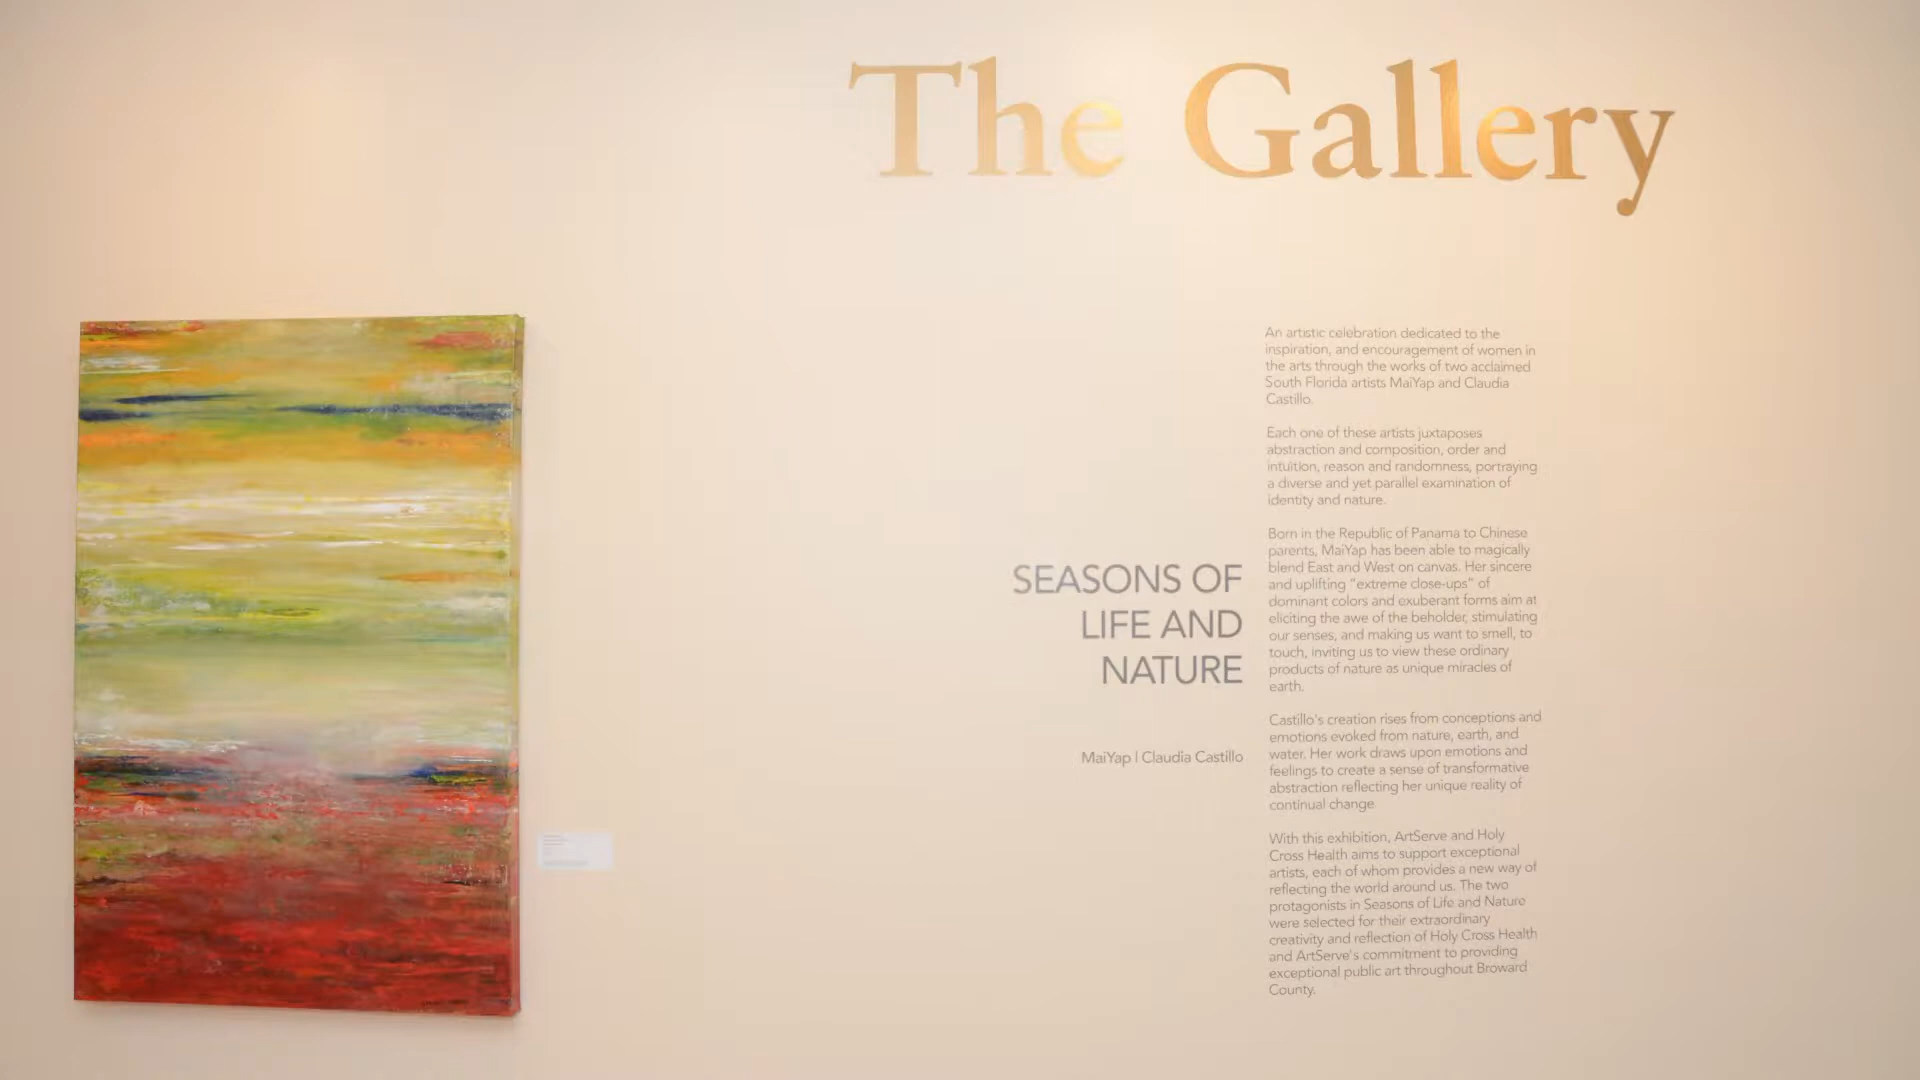 The Gallery
SEASONS OF
LIFE AND
NATURE
MaiYap | Claudia Castillo
An artistic celebration dedicated to the
inspiration, and encouragement of women in
the arts through the works of two acclaimed
South Florida artists MaiYap and Claudia
Castillo.
Each one of these artists juxtaposes
abstraction and composition, order and
intuition, reason and randomness, portraying
a diverse and yet parallel examination of
identity and nature.
Born in the Republic of Panama to Chinese
parents, MaiYap has been able to magically
blend East and West on canvas. Her sincere
and uplifting "extreme close-ups" of
dominant colors and exuberant forms aim at
eliciting the awe of the beholder, stimulating
our senses, and making us want to smell, to
touch, inviting us to view these ordinary
products of nature as unique miracles of
earth.
Castillo's creation rises from conceptions and
emotions evoked from nature, earth, and
water. Her work draws upon emotions and
feelings to create a sense of transformative
abstraction reflecting her unique reality of
continual change.
With this exhibition, ArtServe and Holy
Cross Health aims to support exceptional
artists, each of whom provides a new way of
reflecting the world around us. The two
protagonists in Seasons of Life and Nature
were selected for their extraordinary
creativity and reflection of Holy Cross Health
and ArtServe's commitment to providing
exceptional public art throughout Broward
County.